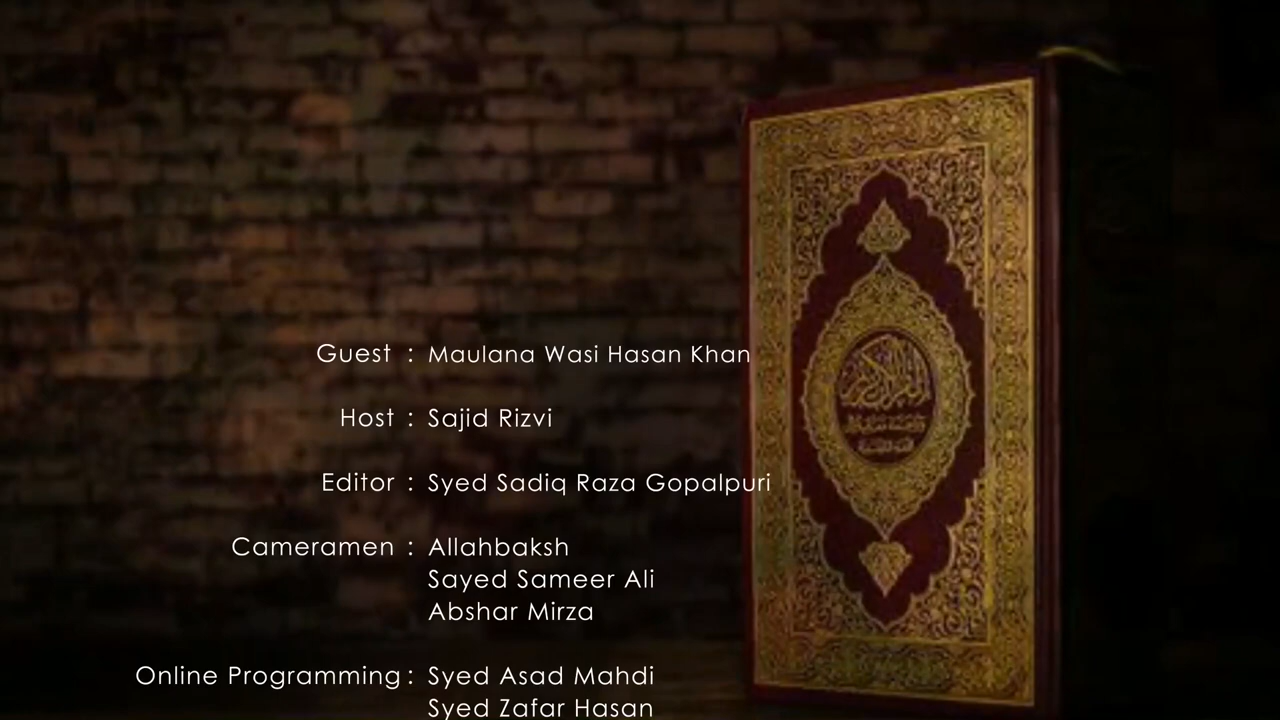 Guest : Maulana Wasi Hasan Khan
Host : Sajid Rizvi
Editor : Syed Sadiq Raza Gopalpuri
Cameramen : Allahbaksh
Sayed Sameer Ali
Abshar Mirza
Online Programming : Syed Asad Mahdi
Syed Zafar Hasan